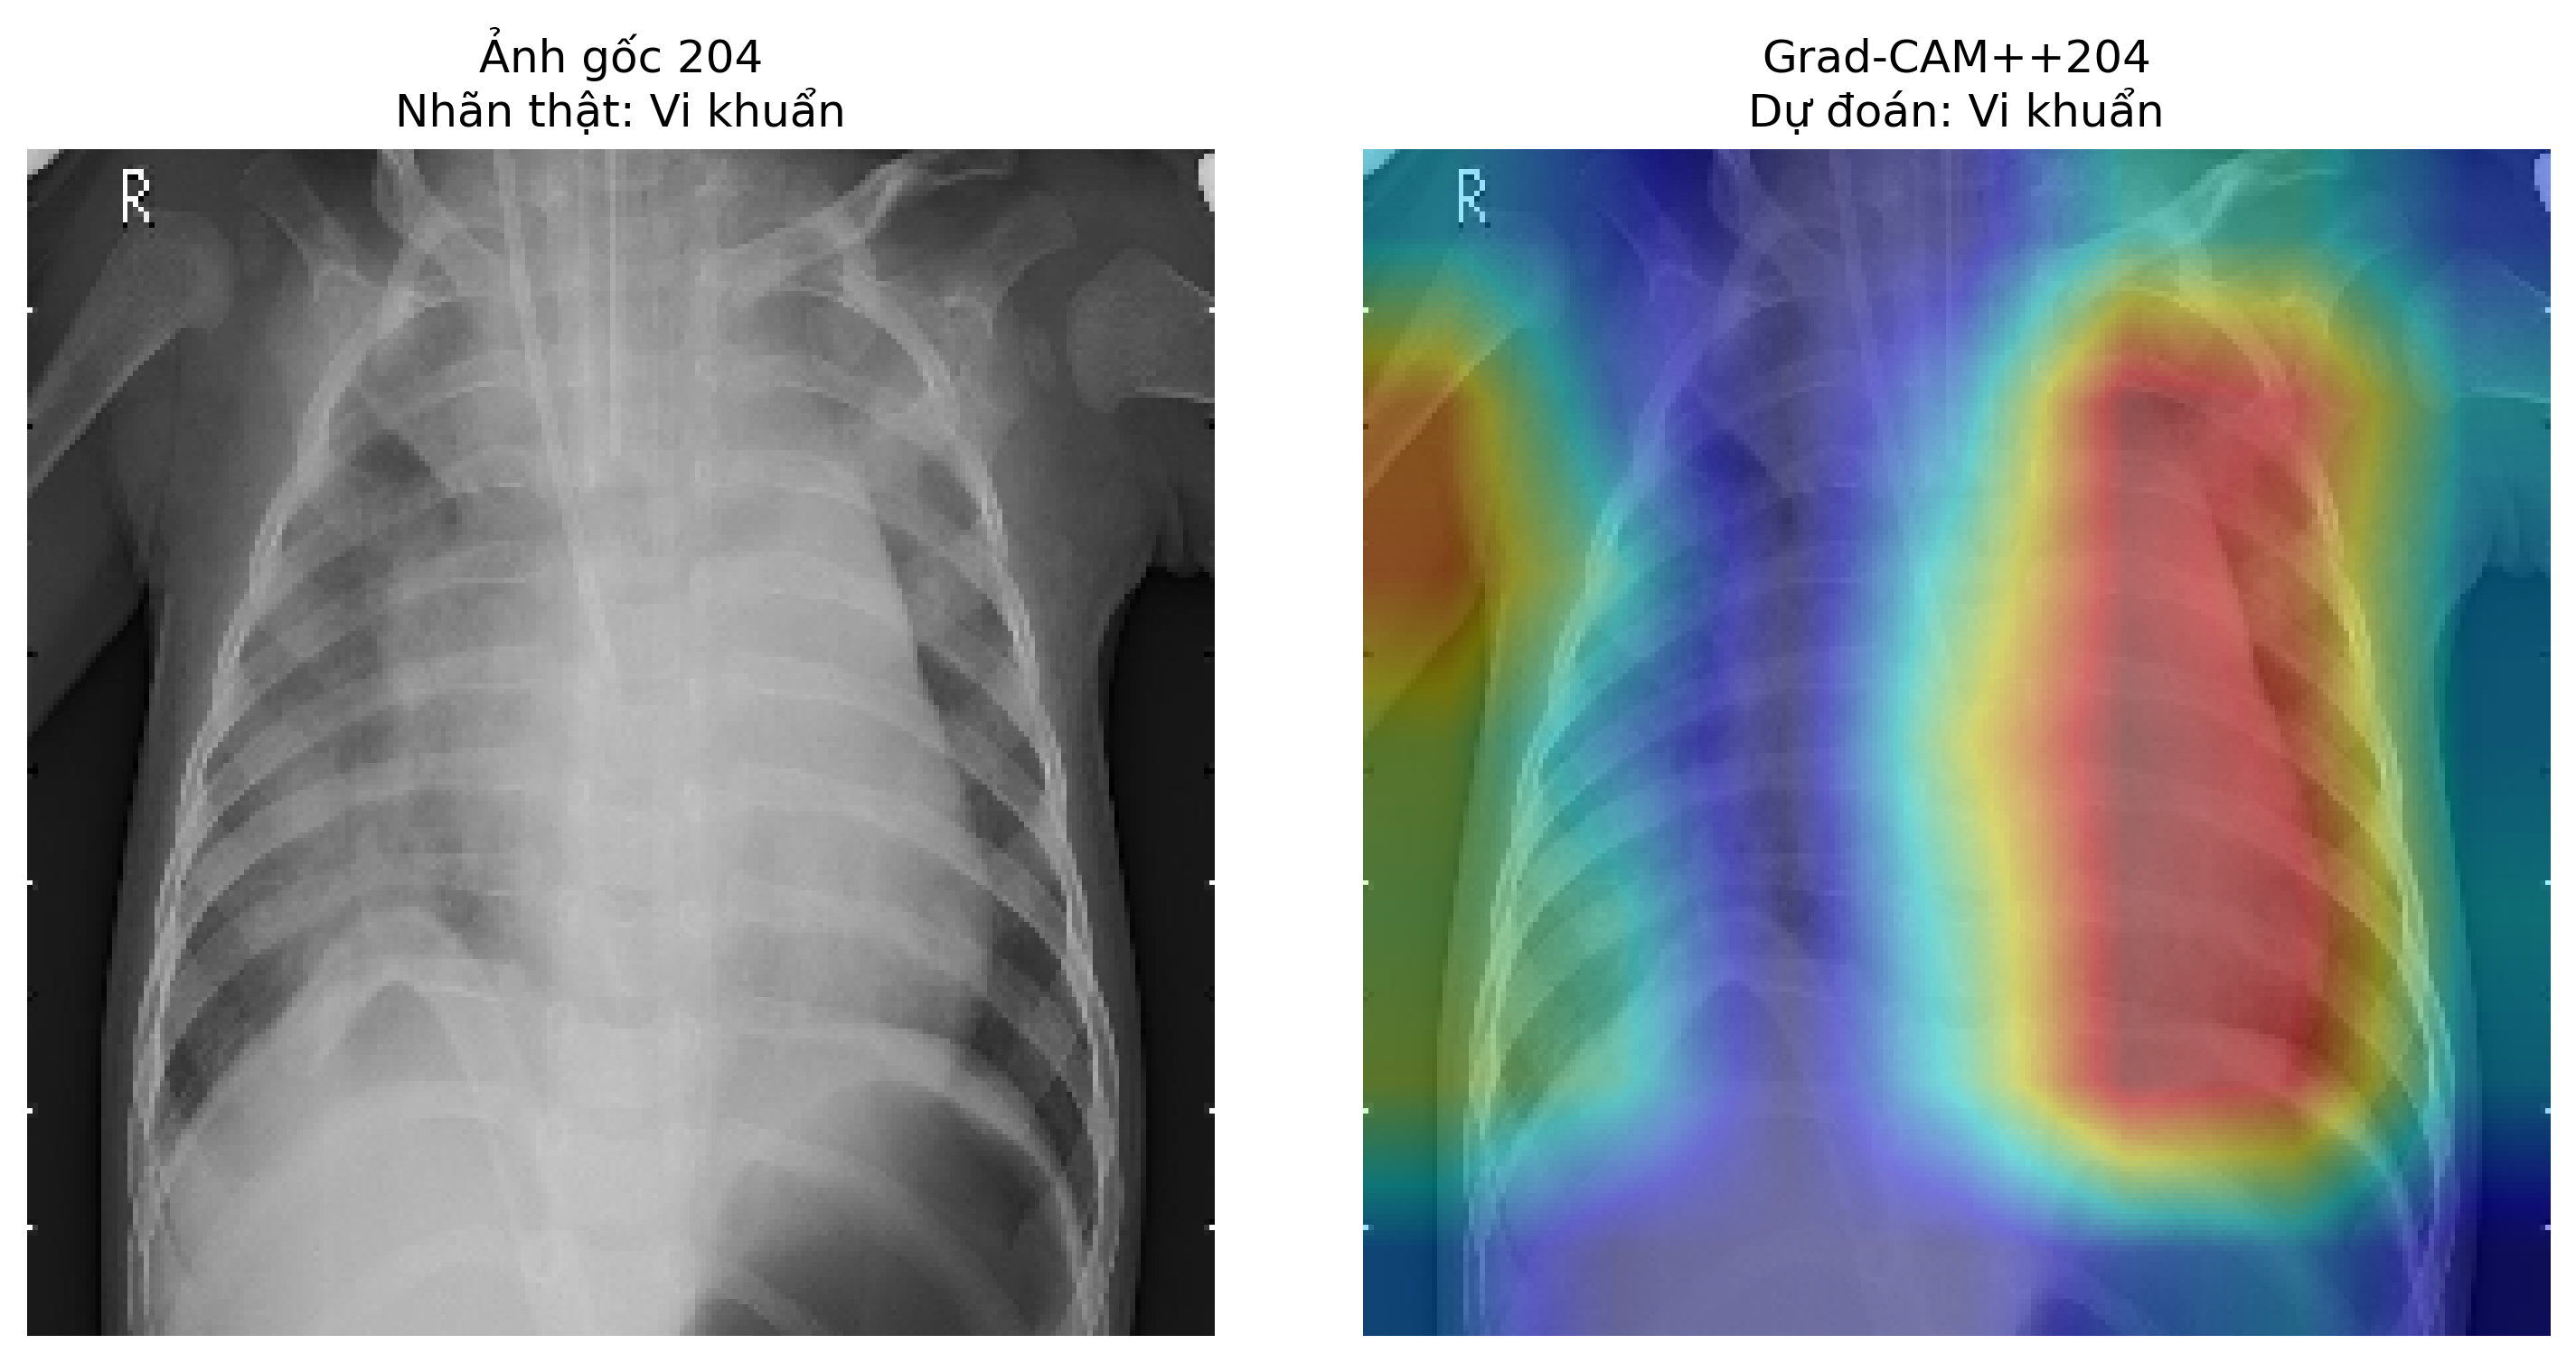 Ảnh gốc 204
Nhãn thật: Vi khuẩn
R
Grad-CAM++204
Dự đoán: Vi khuẩn
R